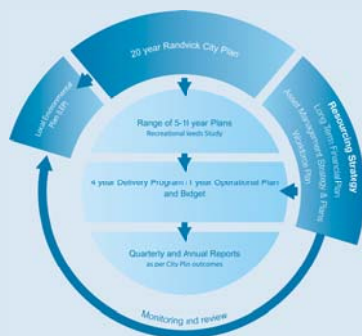 20 year Randwick City Plan
Local Environmental
Plan (LEP)
Resourcing Strategy
Long Term Financial Plan
Asset Management Strategy & Plans
Workforce Plan
Range of 5-11 year Plans
Recreational Needs Study
4 year Delivery Program 1 year Operational Plan
and Budget
Quarterly and Annual Reports
as per City Plan outcomes
Monitoring and review